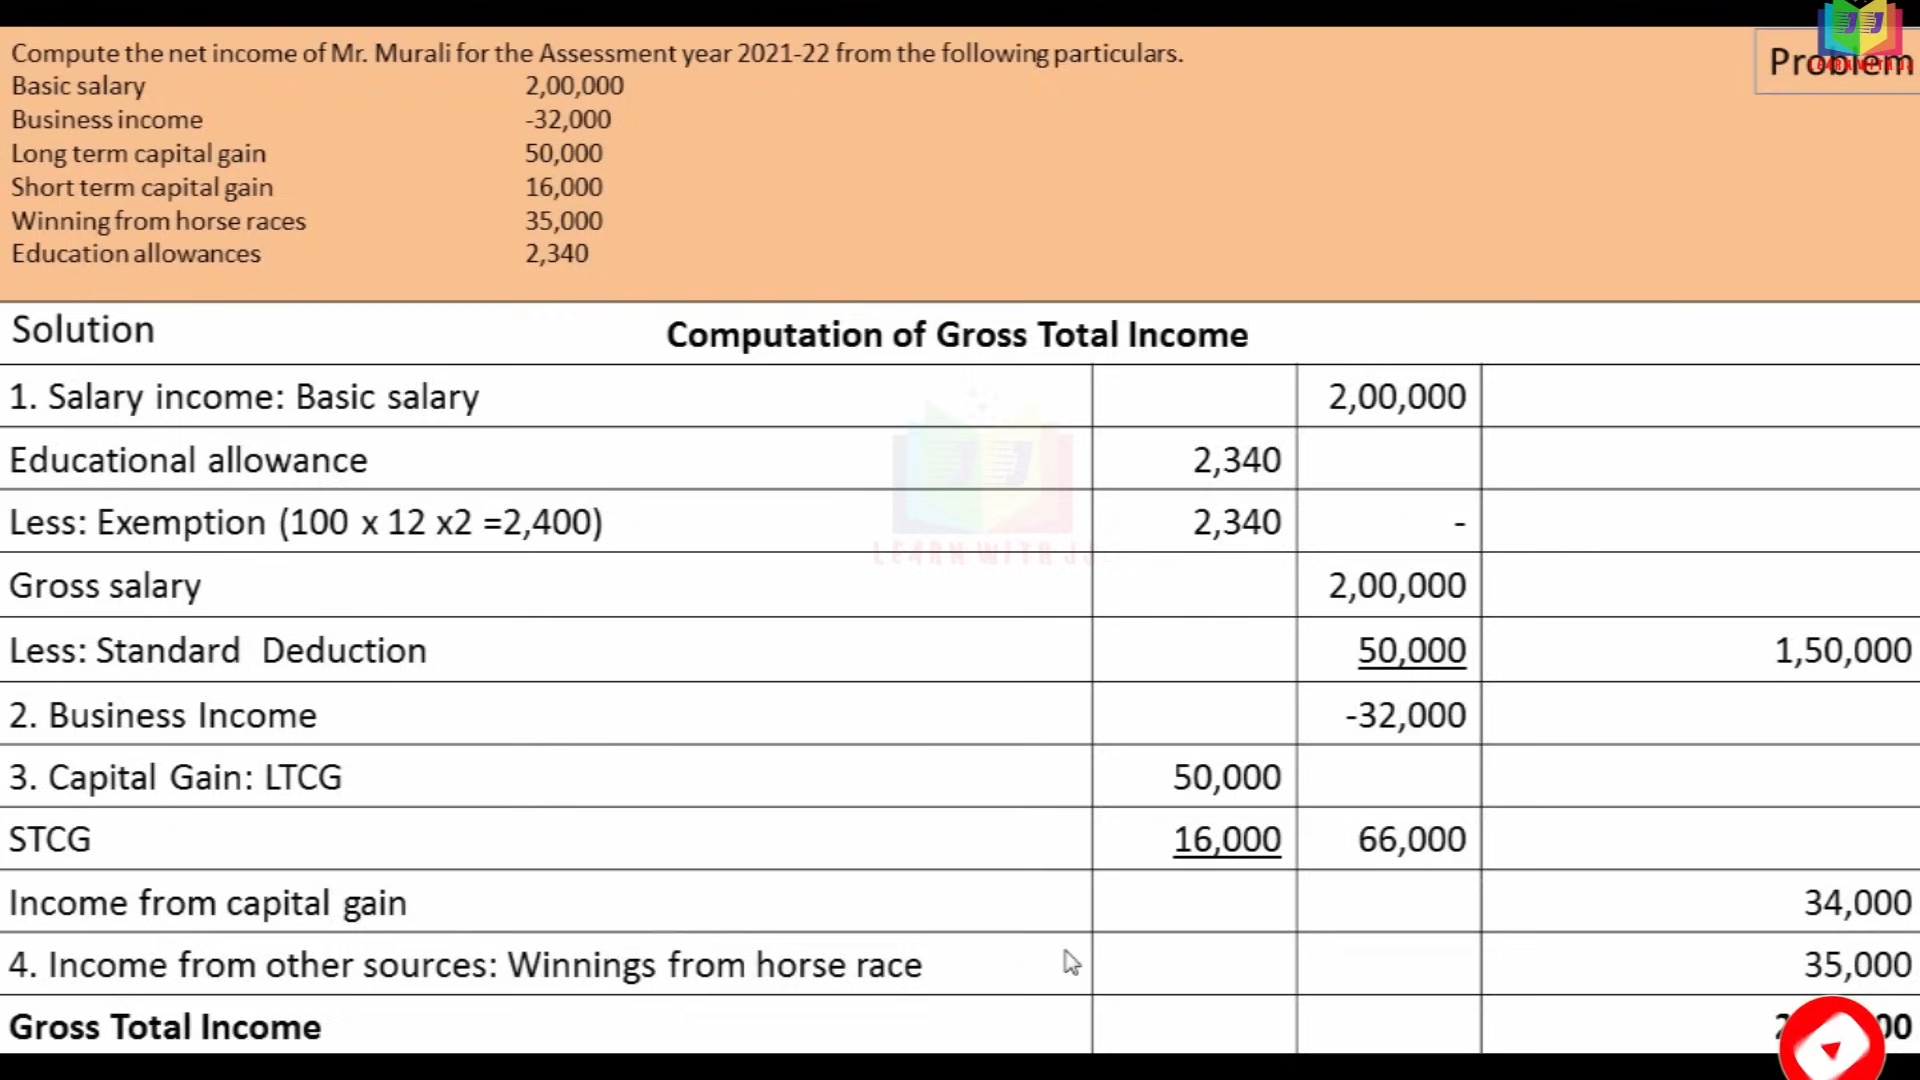 Compute the net income of Mr. Murali for the Assessment year 2021-22 from the following particulars.
Problem
Basic salary 2,00,000
Business income -32,000
Long term capital gain 50,000
Short term capital gain 16,000
Winning from horse races 35,000
Education allowances 2,340
Solution
Computation of Gross Total Income
1. Salary income: Basic salary 2,00,000
Educational allowance 2,340
Less: Exemption (100 x 12 x2 =2,400) 2,340 -
LEARN WITH JJ
Gross salary 2,00,000
Less: Standard Deduction 50,000 1,50,000
2. Business Income -32,000
3. Capital Gain: LTCG 50,000
STCG 16,000 66,000
Income from capital gain 34,000
4. Income from other sources: Winnings from horse race 35,000
Gross Total Income